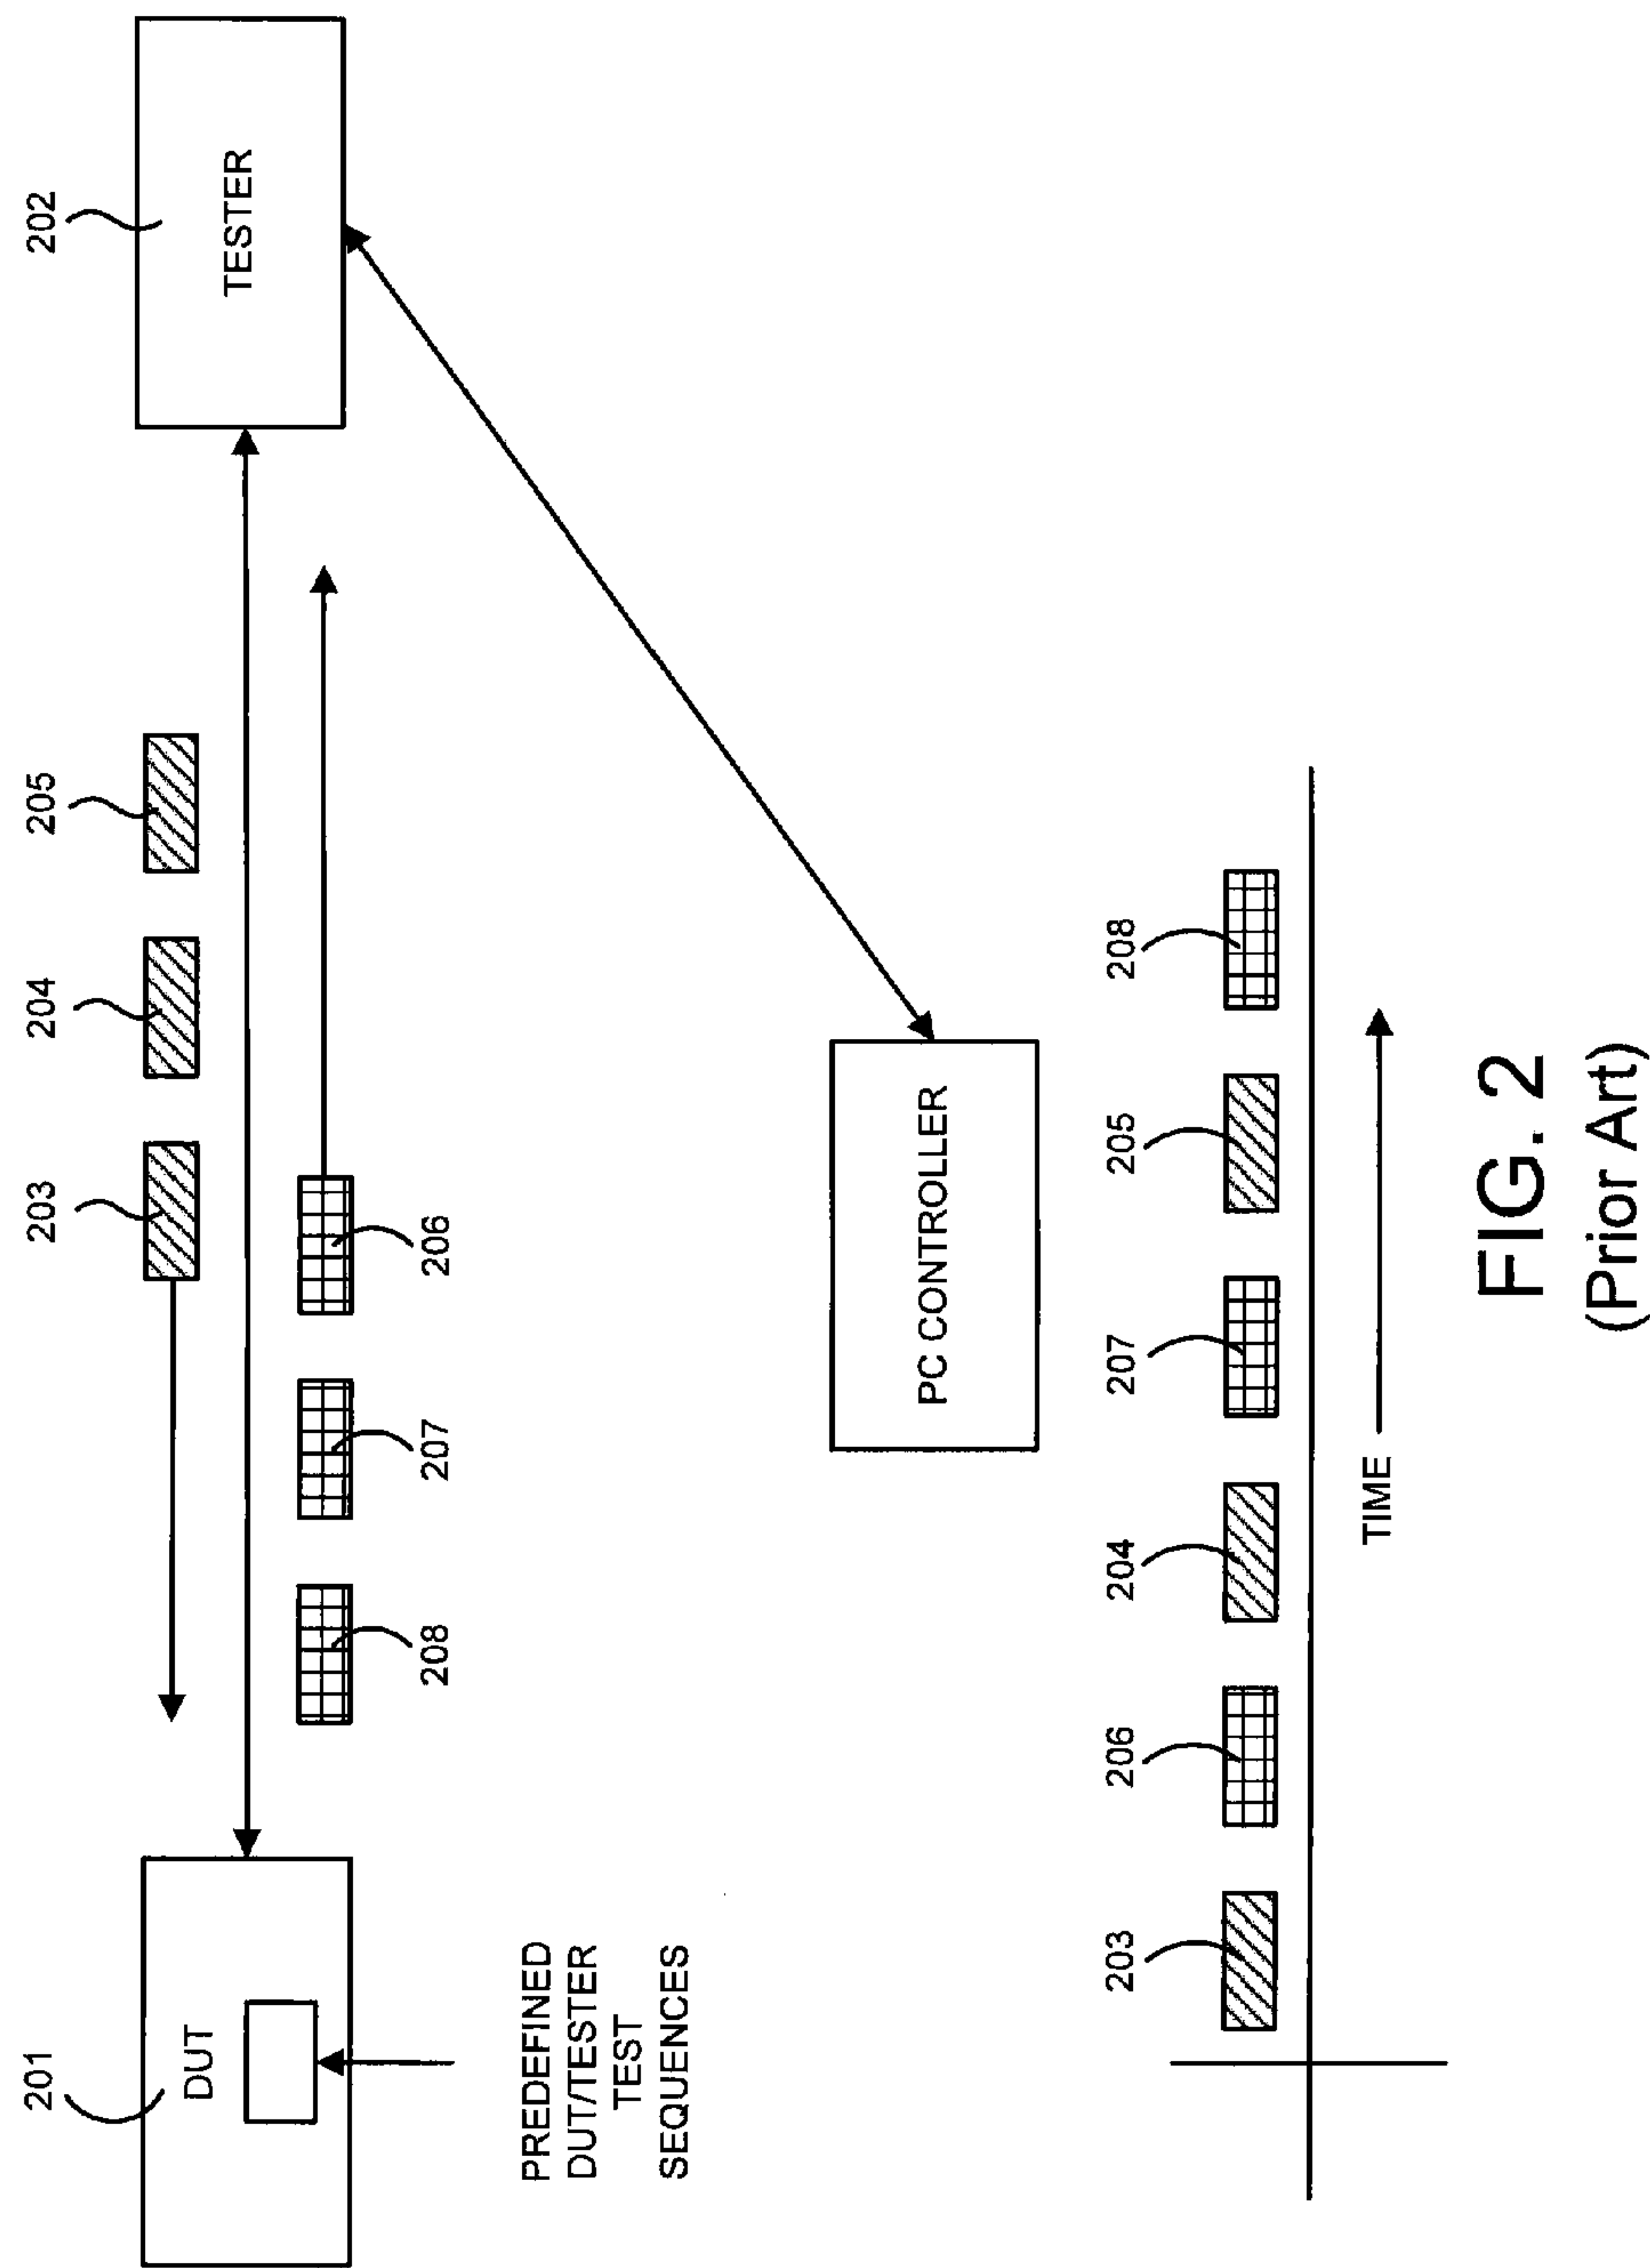 201
203
204
205
202
DUT
TESTER
208
207
206
PREDEFINED
DUT/TESTER
TEST
SEQUENCES
PC CONTROLLER
203
206
204
207
205
208
TIME
FIG. 2
(Prior Art)